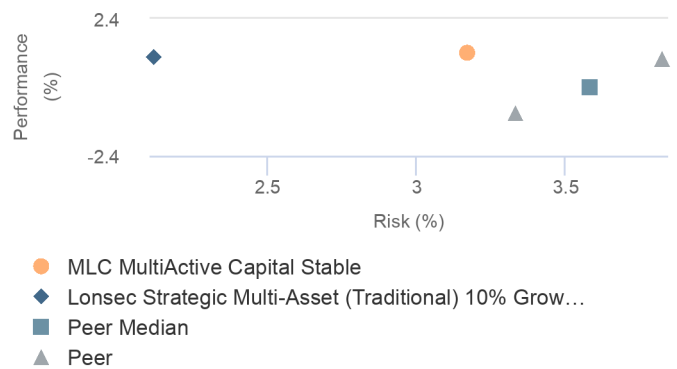 2.4
Performance
(%)
-2.4
2.5
3
3.5
Risk (%)
MLC MultiActive Capital Stable
Lonsec Strategic Multi-Asset (Traditional) 10% Grow…
Peer Median
Peer